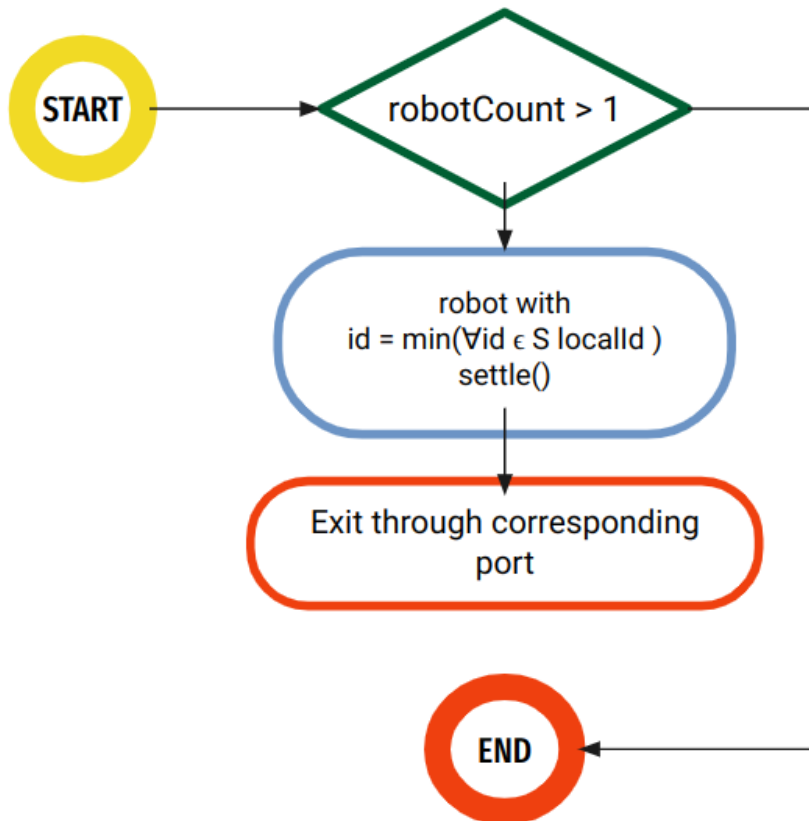 START
robotCount > 1
robot with
id = min(∀id ϵ S localId )
settle()
Exit through corresponding
port
END